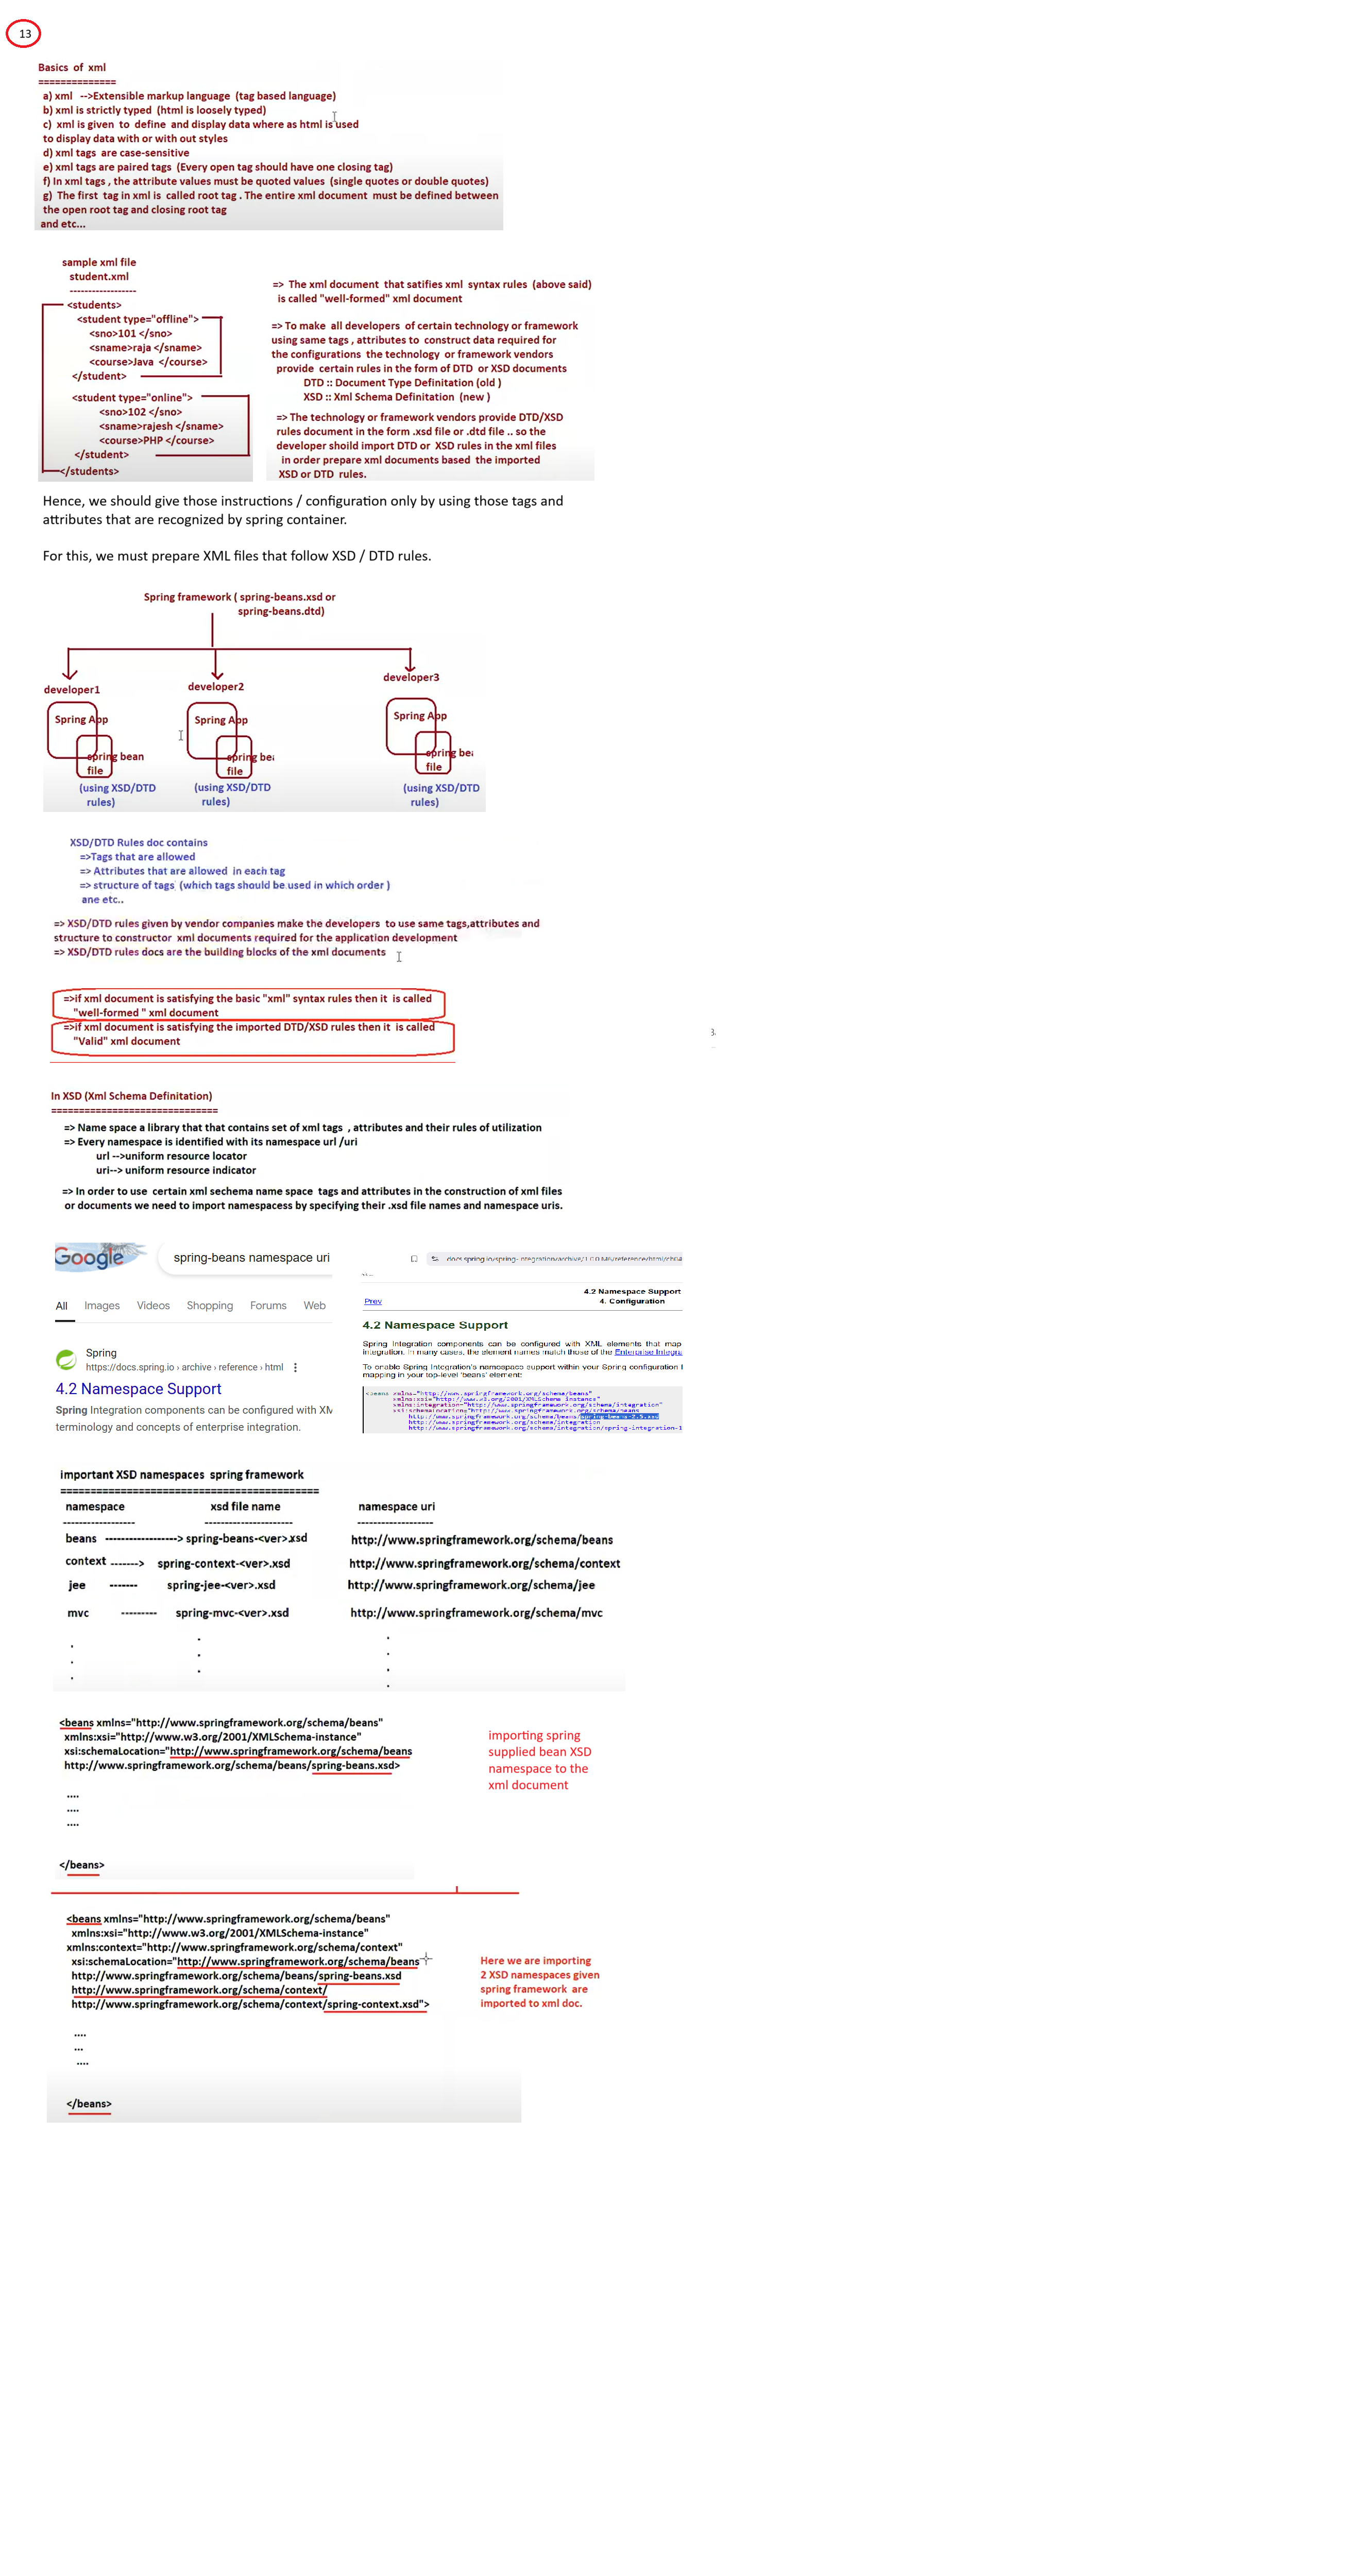 13
Basics of xml
==============
a) xml -->Extensible markup language (tag based language)
b) xml is strictly typed (html is loosely typed)
c) xml is given to define and display data where as html is used
to display data with or with out styles
d) xml tags are case-sensitive
e) xml tags are paired tags (Every open tag should have one closing tag)
f) In xml tags , the attribute values must be quoted values (single quotes or double quotes)
g) The first tag in xml is called root tag . The entire xml document must be defined between
the open root tag and closing root tag
and etc...
sample xml file
student.xml
------------------
<students>
<student type="offline">
<sno>101 </sno>
<sname>raja </sname>
<course>Java </course>
</student>
<student type="online">
<sno>102 </sno>
<sname>rajesh </sname>
<course>PHP </course>
</student>
</students>
=> The xml document that satifies xml syntax rules (above said)
is called "well-formed" xml document
=> To make all developers of certain technology or framework
using same tags , attributes to construct data required for
the configurations the technology or framework vendors
provide certain rules in the form of DTD or XSD documents
DTD :: Document Type Definitation (old )
XSD :: Xml Schema Definitation (new )
=> The technology or framework vendors provide DTD/XSD
rules document in the form .xsd file or .dtd file .. so the
developer shoild import DTD or XSD rules in the xml files
in order prepare xml documents based the imported
XSD or DTD rules.
Hence, we should give those instructions / configuration only by using those tags and
attributes that are recognized by spring container.
For this, we must prepare XML files that follow XSD / DTD rules.
Spring framework ( spring-beans.xsd or
spring-beans.dtd)
developer1
developer2
developer3
Spring App
Spring App
Spring App
spring bean
file
spring bea
file
spring bea
file
(using XSD/DTD
rules)
(using XSD/DTD
rules)
(using XSD/DTD
rules)
XSD/DTD Rules doc contains
=>Tags that are allowed
=> Attributes that are allowed in each tag
=> structure of tags (which tags should be used in which order )
ane etc..
=> XSD/DTD rules given by vendor companies make the developers to use same tags,attributes and
structure to constructor xml documents required for the application development
=> XSD/DTD rules docs are the building blocks of the xml documents
=>if xml document is satisfying the basic "xml" syntax rules then it is called
"well-formed " xml document
=>if xml document is satisfying the imported DTD/XSD rules then it is called
"Valid" xml document
In XSD (Xml Schema Definitation)
==============================
=> Name space a library that that contains set of xml tags , attributes and their rules of utilization
=> Every namespace is identified with its namespace url /uri
url -->uniform resource locator
uri--> uniform resource indicator
=> In order to use certain xml sechema name space tags and attributes in the construction of xml files
or documents we need to import namespacess by specifying their .xsd file names and namespace uris.
Google
spring-beans namespace uri
All Images Videos Shopping Forums Web
Spring
https://docs.spring.io › archive › reference › html
4.2 Namespace Support
Spring Integration components can be configured with XM
terminology and concepts of enterprise integration.
4.2 Namespace Support
Prev
4. Configuration
4.2 Namespace Support
Spring Integration components can be configured with XML elements that map
integration. In many cases, the element names match those of the Enterprise Integra
To enable Spring Integration's namespace support within your Spring configuration f
mapping in your top-level 'beans' element:
<beans xmlns="http://www.springframework.org/schema/beans"
xmlns:xsi="http://www.w3.org/2001/XMLSchema-instance"
xmlns:integration="http://www.springframework.org/schema/integration"
xsi:schemaLocation="http://www.springframework.org/schema/beans
http://www.springframework.org/schema/beans/spring-beans-2.5.xsd
http://www.springframework.org/schema/integration
http://www.springframework.org/schema/integration/spring-integration-1
important XSD namespaces spring framework
===========================================
namespace xsd file name namespace uri
------------------ ---------------------- -------------------
beans ------------------> spring-beans-<ver>.xsd http://www.springframework.org/schema/beans
context -------> spring-context-<ver>.xsd http://www.springframework.org/schema/context
jee ------- spring-jee-<ver>.xsd http://www.springframework.org/schema/jee
mvc --------- spring-mvc-<ver>.xsd http://www.springframework.org/schema/mvc
. . .
. . .
. . .
.
<beans xmlns="http://www.springframework.org/schema/beans"
xmlns:xsi="http://www.w3.org/2001/XMLSchema-instance"
xsi:schemaLocation="http://www.springframework.org/schema/beans
http://www.springframework.org/schema/beans/spring-beans.xsd>
....
....
....
</beans>
importing spring
supplied bean XSD
namespace to the
xml document
<beans xmlns="http://www.springframework.org/schema/beans"
xmlns:xsi="http://www.w3.org/2001/XMLSchema-instance"
xmlns:context="http://www.springframework.org/schema/context"
xsi:schemaLocation="http://www.springframework.org/schema/beans
http://www.springframework.org/schema/beans/spring-beans.xsd
http://www.springframework.org/schema/context/
http://www.springframework.org/schema/context/spring-context.xsd">
....
...
....
</beans>
Here we are importing
2 XSD namespaces given
spring framework are
imported to xml doc.